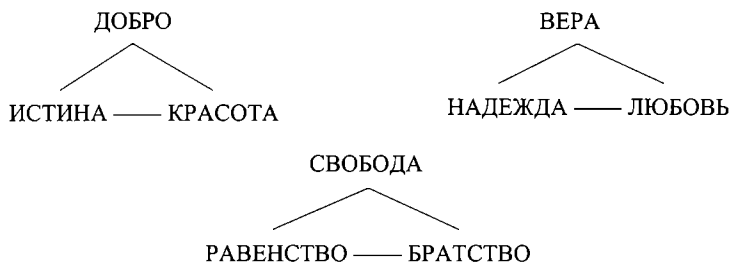 ДОБРО ВЕРА
ИСТИНА КРАСОТА НАДЕЖДА ЛЮБОВЬ
СВОБОДА
РАВЕНСТВО БРАТСТВО